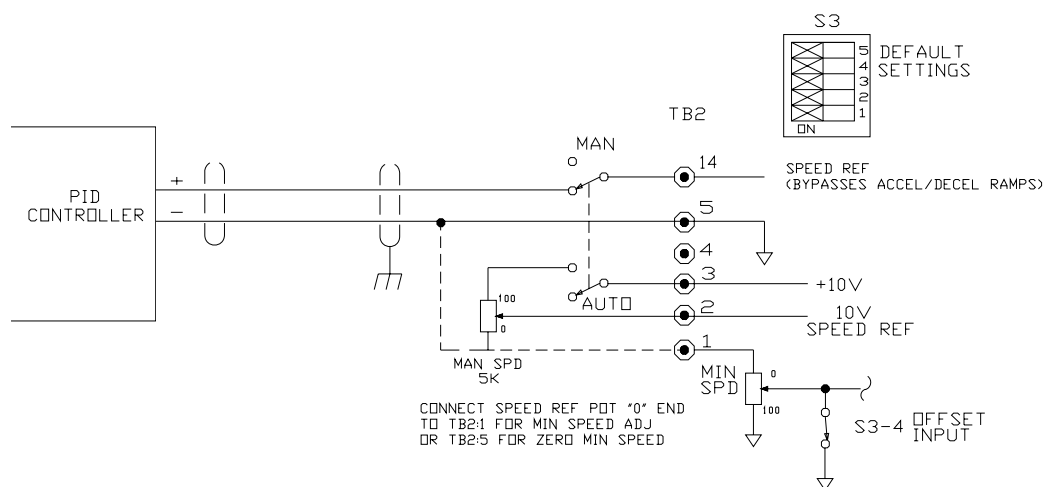 S3
5
4
3
2
1
ON
DEFAULT
SETTINGS
TB2
MAN
14
SPEED REF
(BYPASSES ACCEL/DECEL RAMPS)
PID
CONTROLLER
+
−
5
4
3
+10V
AUTO
100
0
2
10V
SPEED REF
1
MAN SPD
5K
MIN
SPD
0
100
CONNECT SPEED REF POT "0" END
TO TB2:1 FOR MIN SPEED ADJ
OR TB2:5 FOR ZERO MIN SPEED
S3-4 OFFSET
INPUT